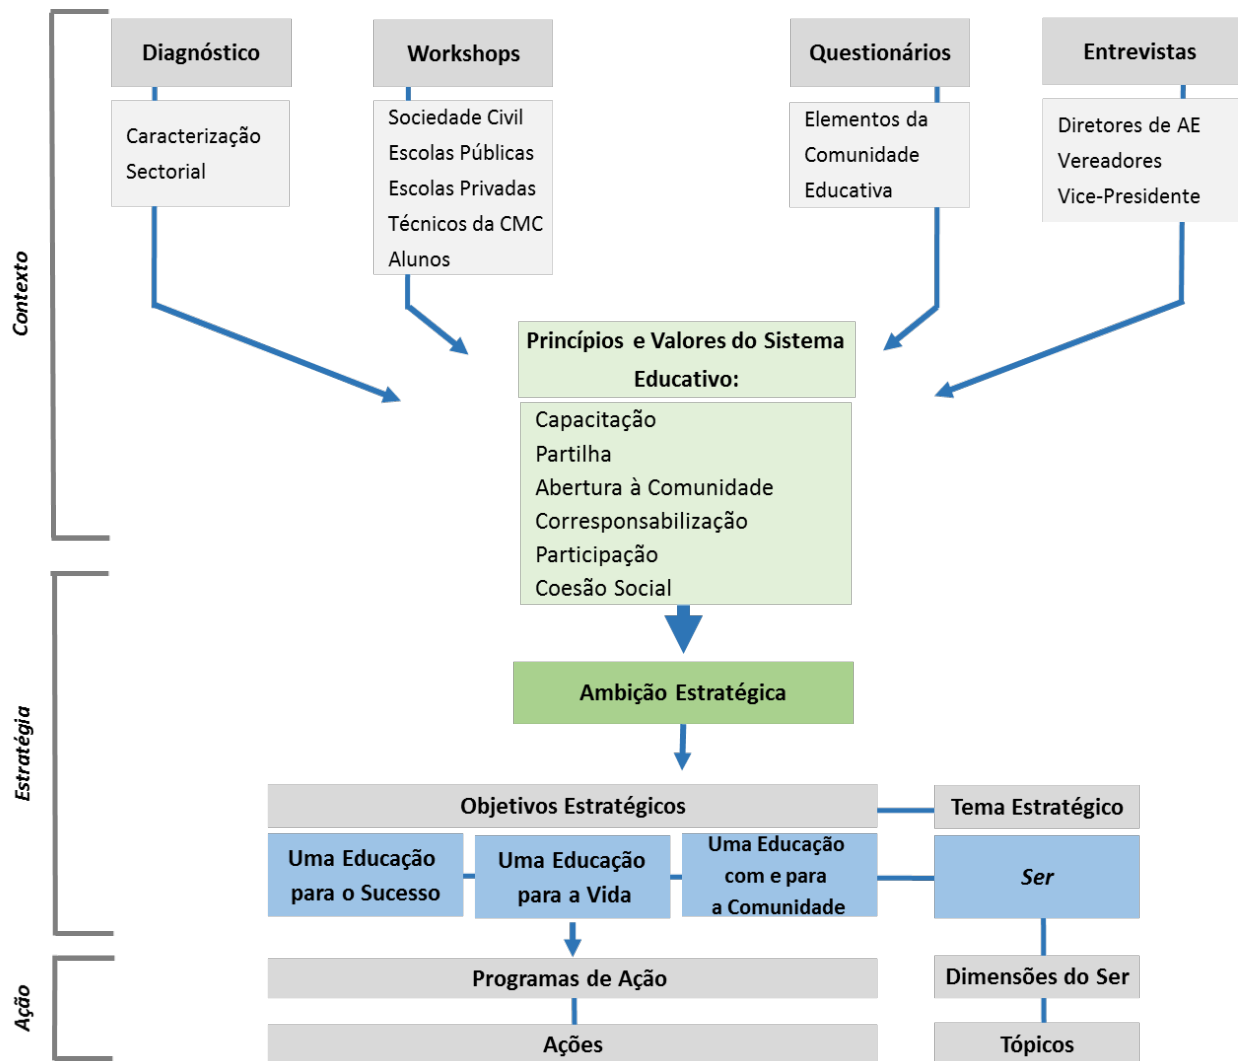 Diagnóstico
Caracterização
Sectorial
Workshops
Sociedade Civil
Escolas Públicas
Escolas Privadas
Técnicos da CMC
Alunos
Questionários
Elementos da
Comunidade
Educativa
Entrevistas
Diretores de AE
Vereadores
Vice-Presidente
Contexto
Princípios e Valores do Sistema
Educativo:
Capacitação
Partilha
Abertura à Comunidade
Corresponsabilização
Participação
Coesão Social
Estratégia
Ambição Estratégica
Objetivos Estratégicos
Tema Estratégico
Uma Educação
para o Sucesso
Uma Educação
para a Vida
Uma Educação
com e para
a Comunidade
Ser
Ação
Programas de Ação
Dimensões do Ser
Ações
Tópicos